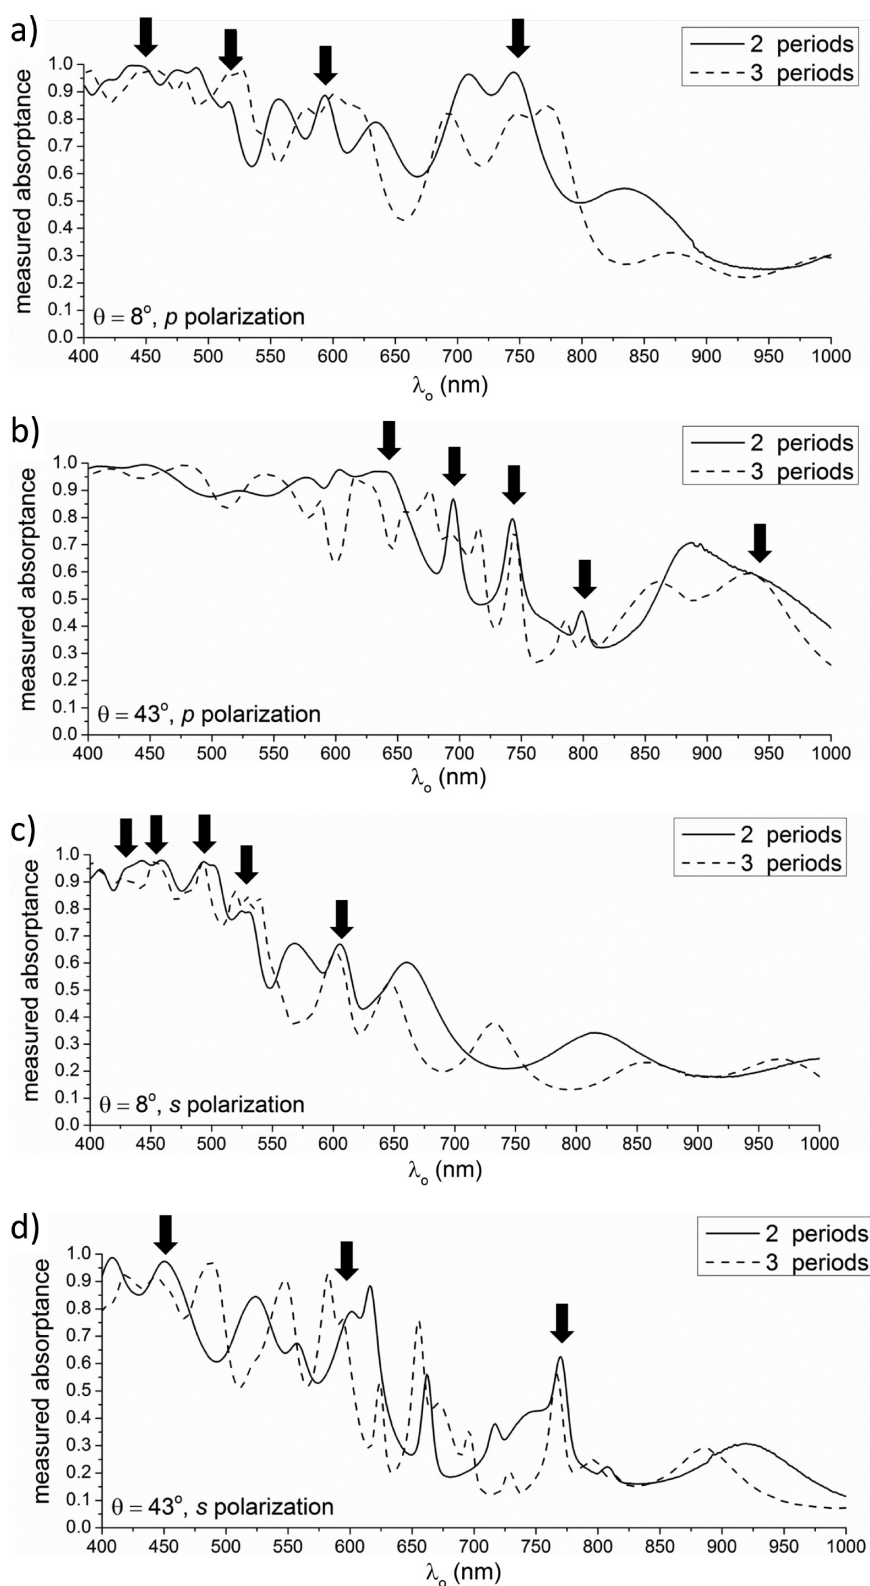 a)
2 periods
3 periods
measured absorptance
1.0
0.9
0.8
0.7
0.6
0.5
0.4
0.3
0.2
0.1
0.0
θ = 8°, p polarization
400 450 500 550 600 650 700 750 800 850 900 950 1000
λo (nm)
b)
2 periods
3 periods
measured absorptance
1.0
0.9
0.8
0.7
0.6
0.5
0.4
0.3
0.2
0.1
0.0
θ = 43°, p polarization
400 450 500 550 600 650 700 750 800 850 900 950 1000
λo (nm)
c)
2 periods
3 periods
measured absorptance
1.0
0.9
0.8
0.7
0.6
0.5
0.4
0.3
0.2
0.1
0.0
θ = 8°, s polarization
400 450 500 550 600 650 700 750 800 850 900 950 1000
λo (nm)
d)
2 periods
3 periods
measured absorptance
1.0
0.9
0.8
0.7
0.6
0.5
0.4
0.3
0.2
0.1
0.0
θ = 43°, s polarization
400 450 500 550 600 650 700 750 800 850 900 950 1000
λo (nm)